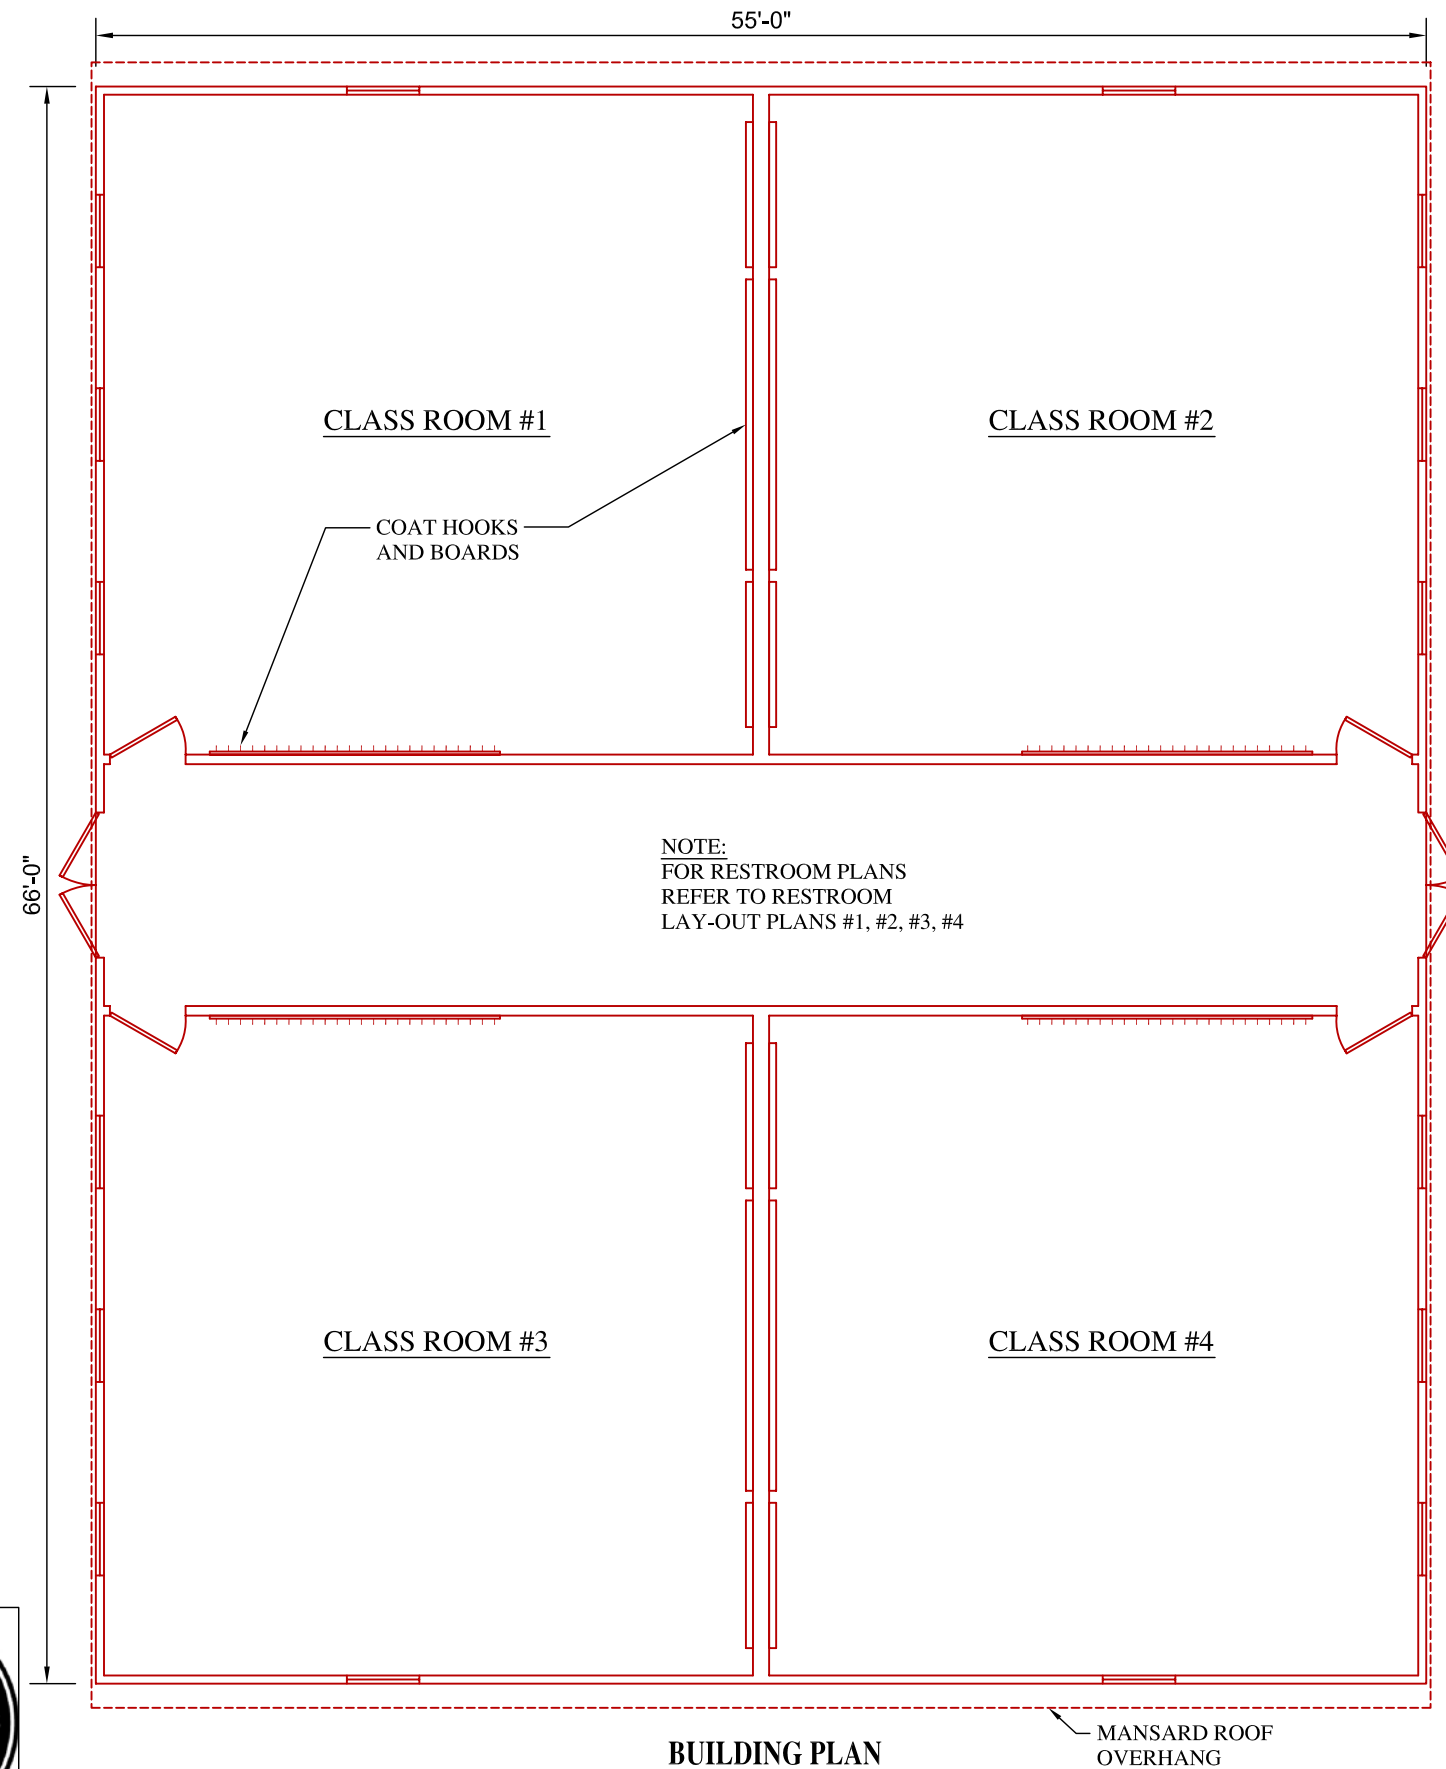 55'-0"
CLASS ROOM #1
CLASS ROOM #2
COAT HOOKS
AND BOARDS
66'-0"
NOTE:
FOR RESTROOM PLANS
REFER TO RESTROOM
LAY-OUT PLANS #1, #2, #3, #4
CLASS ROOM #3
CLASS ROOM #4
MANSARD ROOF
OVERHANG
BUILDING PLAN